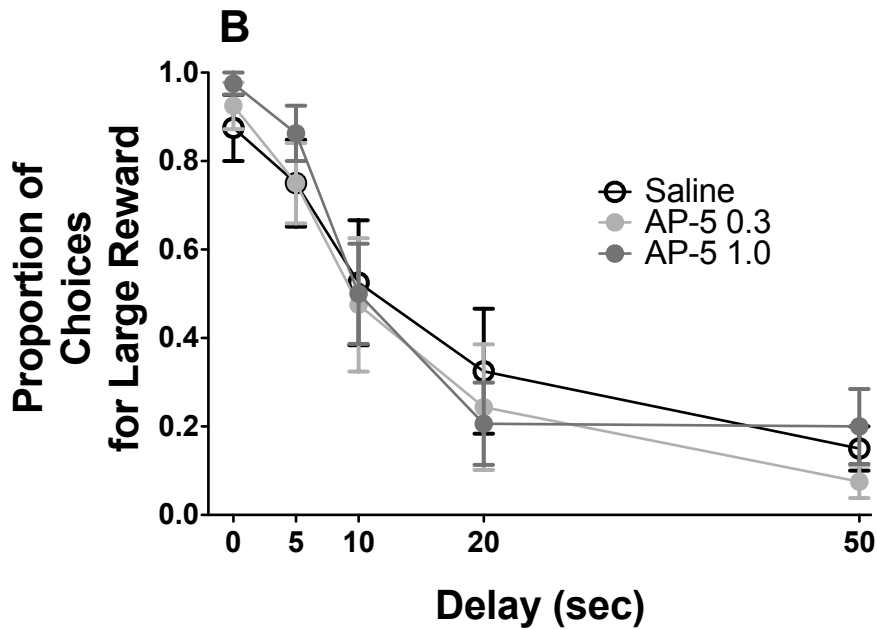 B
Proportion of
Choices
for Large Reward
1.0
0.8
0.6
0.4
0.2
0.0
Saline
AP-5 0.3
AP-5 1.0
0 5 10 20 50
Delay (sec)